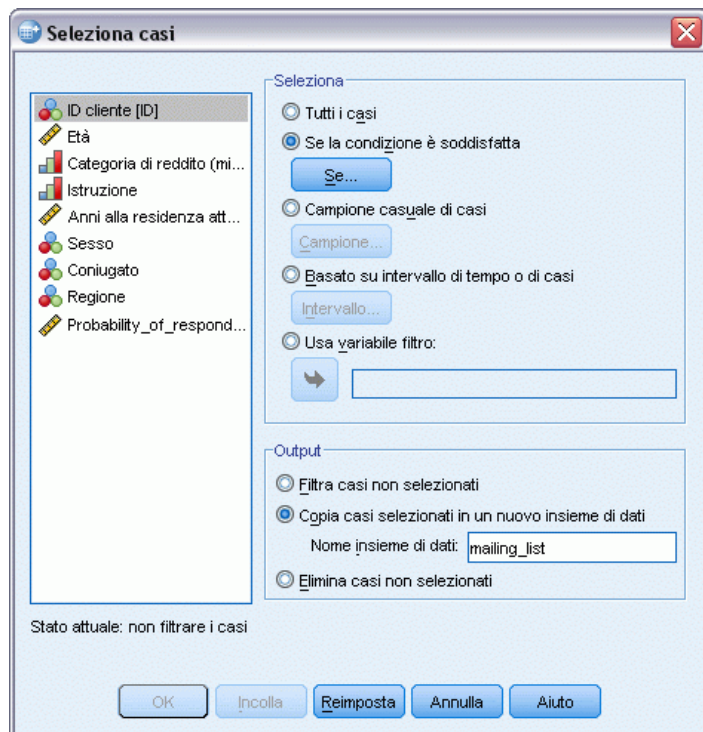 Seleziona casi
ID cliente [ID]
Età
Categoria di reddito (mi...
Istruzione
Anni alla residenza att...
Sesso
Coniugato
Regione
Probability_of_respond...
Stato attuale: non filtrare i casi
Seleziona
Tutti i casi
Se la condizione è soddisfatta
Se...
Campione casuale di casi
Campione...
Basato su intervallo di tempo o di casi
Intervallo...
Usa variabile filtro:
Output
Filtra casi non selezionati
Copia casi selezionati in un nuovo insieme di dati
Nome insieme di dati: mailing_list
Elimina casi non selezionati
OK Incolla Reimposta Annulla Aiuto